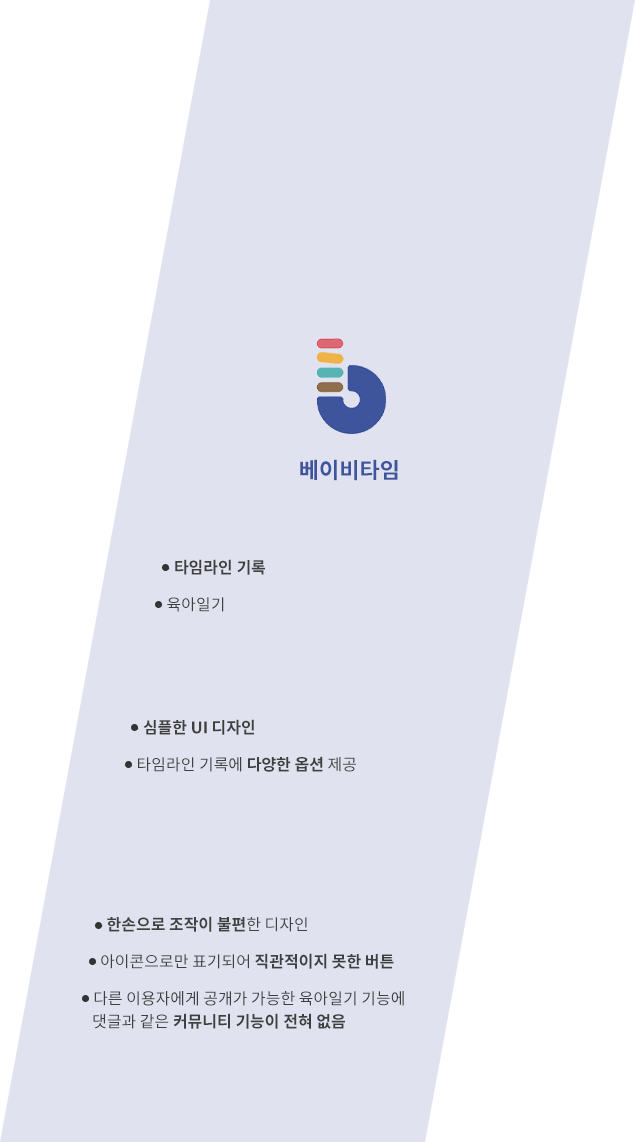 베이비타임
● 타임라인 기록
● 육아일기
● 심플한 UI 디자인
● 타임라인 기록에 다양한 옵션 제공
● 한손으로 조작이 불편한 디자인
● 아이콘으로만 표기되어 직관적이지 못한 버튼
● 다른 이용자에게 공개가 가능한 육아일기 기능에
댓글과 같은 커뮤니티 기능이 전혀 없음